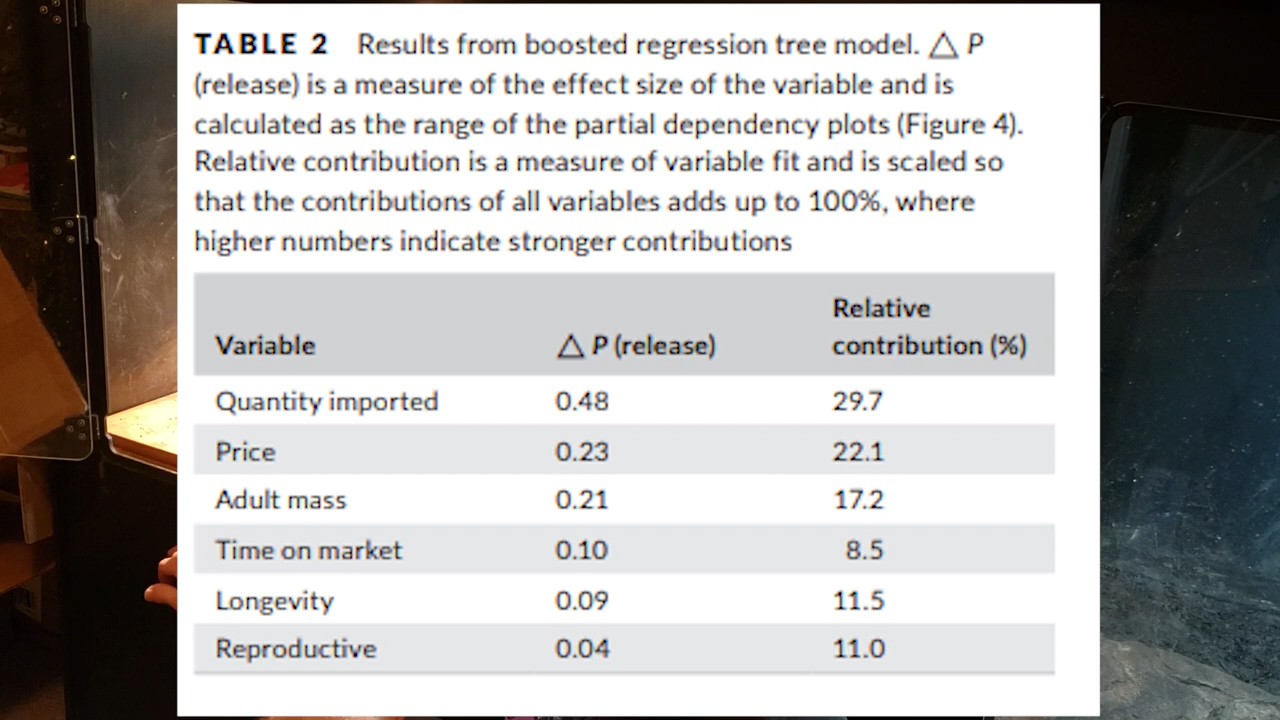 TABLE 2 Results from boosted regression tree model. △ P
(release) is a measure of the effect size of the variable and is
calculated as the range of the partial dependency plots (Figure 4).
Relative contribution is a measure of variable fit and is scaled so
that the contributions of all variables adds up to 100%, where
higher numbers indicate stronger contributions
Relative
Variable △ P (release) contribution (%)
Quantity imported 0.48 29.7
Price 0.23 22.1
Adult mass 0.21 17.2
Time on market 0.10 8.5
Longevity 0.09 11.5
Reproductive 0.04 11.0